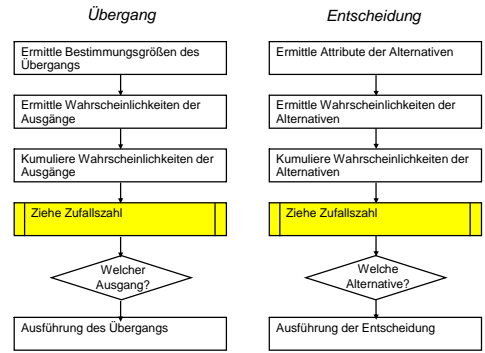 Übergang
Ermittle Bestimmungsgrößen des
Übergangs
Ermittle Wahrscheinlichkeiten der
Ausgänge
Kumuliere Wahrscheinlichkeiten der
Ausgänge
Ziehe Zufallszahl
Welcher
Ausgang?
Ausführung des Übergangs
Entscheidung
Ermittle Attribute der Alternativen
Ermittle Wahrscheinlichkeiten der
Alternativen
Kumuliere Wahrscheinlichkeiten der
Alternativen
Ziehe Zufallszahl
Welche
Alternative?
Ausführung der Entscheidung